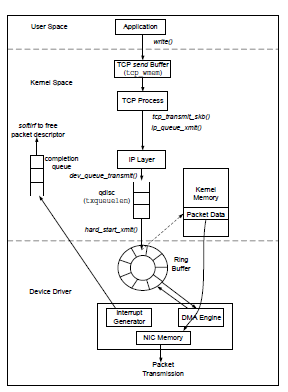 User Space
Application
write()
TCP send Buffer
(tcp_wmem)
Kernel Space
TCP Process
softirf to free
packet descriptor
tcp_transmit_skb()
ip_queue_xmit()
completion
queue
IP Layer
dev_queue_transmit()
qdisc
(txqueuelen)
Kernel
Memory
Packet Data
hard_start_xmit()
Ring
Buffer
Device Driver
Interrupt
Generator
DMA Engine
NIC Memory
Packet
Transmission